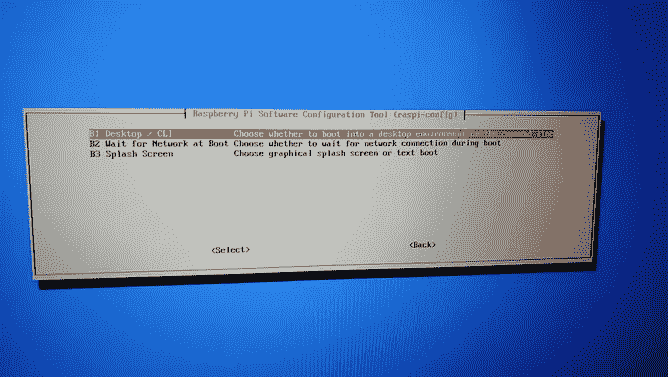 Raspberry Pi Software Configuration Tool (raspi-config)
B1 Desktop / CLI Choose whether to boot into a desktop environment
B2 Wait for Network at Boot Choose whether to wait for network connection during boot
B3 Splash Screen Choose graphical splash screen or text boot
<Select> <Back>